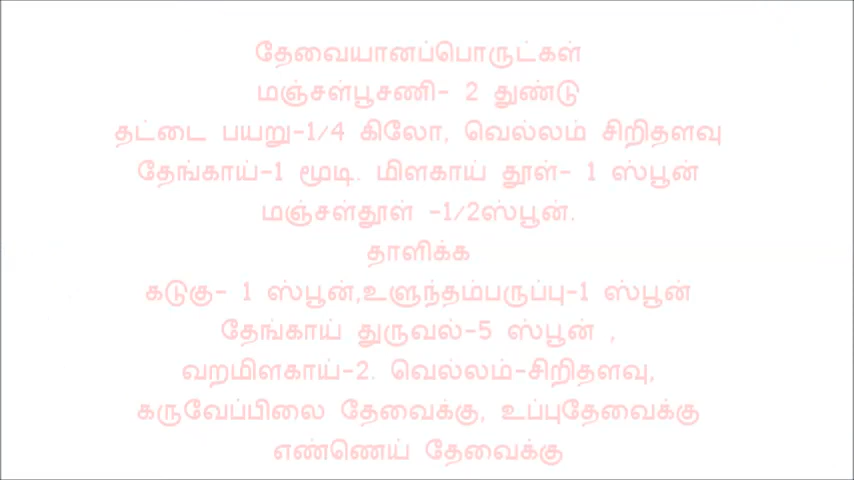 தேவையானப்பொருட்கள்
மஞ்சள்பூசணி- 2 துண்டு
தட்டை பயறு-1/4 கிலோ, வெல்லம் சிறிதளவு
தேங்காய்-1 மூடி. மிளகாய் தூள்- 1 ஸ்பூன்
மஞ்சள்தூள் -1/2ஸ்பூன்.
தாளிக்க
கடுகு- 1 ஸ்பூன்,உளுந்தம்பருப்பு-1 ஸ்பூன்
தேங்காய் துருவல்-5 ஸ்பூன் ,
வறமிளகாய்-2. வெல்லம்-சிறிதளவு,
கருவேப்பிலை தேவைக்கு, உப்புதேவைக்கு
எண்ணெய் தேவைக்கு